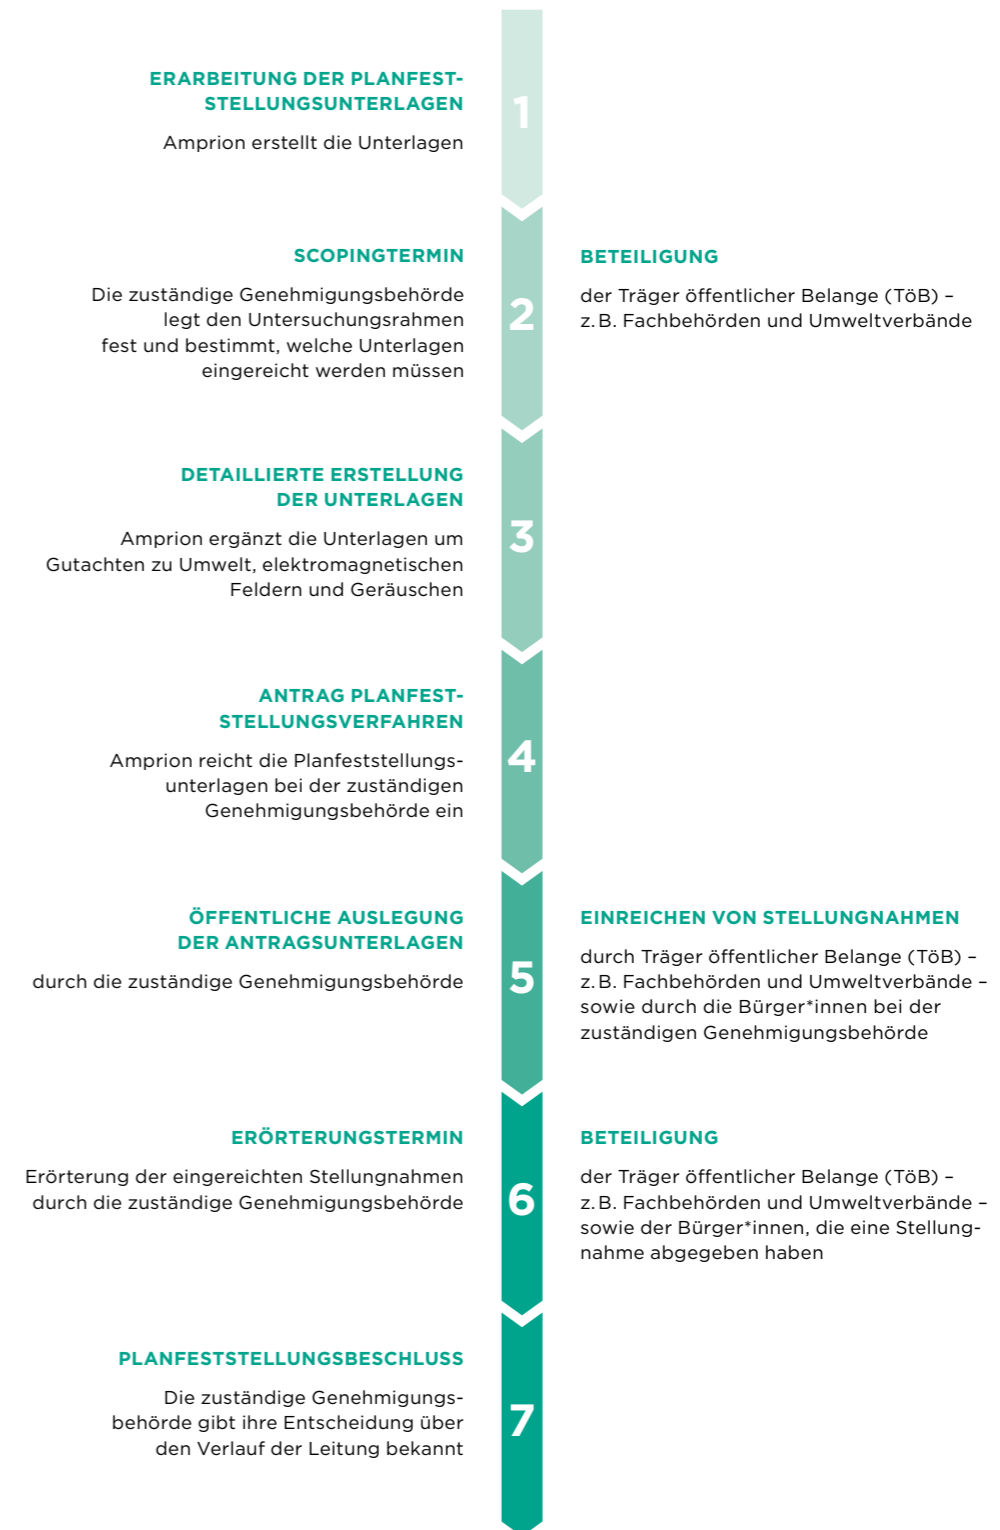 ERARBEITUNG DER PLANFEST-
STELLUNGSUNTERLAGEN
Amprion erstellt die Unterlagen
1
SCOPINGTERMIN
Die zuständige Genehmigungsbehörde
legt den Untersuchungsrahmen
fest und bestimmt, welche Unterlagen
eingereicht werden müssen
2
BETEILIGUNG
der Träger öffentlicher Belange (TöB) –
z. B. Fachbehörden und Umweltverbände
DETAILLIERTE ERSTELLUNG
DER UNTERLAGEN
Amprion ergänzt die Unterlagen um
Gutachten zu Umwelt, elektromagnetischen
Feldern und Geräuschen
3
ANTRAG PLANFEST-
STELLUNGSVERFAHREN
Amprion reicht die Planfeststellungs-
unterlagen bei der zuständigen
Genehmigungsbehörde ein
4
ÖFFENTLICHE AUSLEGUNG
DER ANTRAGSUNTERLAGEN
durch die zuständige Genehmigungsbehörde
5
EINREICHEN VON STELLUNGNAHMEN
durch Träger öffentlicher Belange (TöB) –
z. B. Fachbehörden und Umweltverbände –
sowie durch die Bürger*innen bei der
zuständigen Genehmigungsbehörde
ERÖRTERUNGSTERMIN
Erörterung der eingereichten Stellungnahmen
durch die zuständige Genehmigungsbehörde
6
BETEILIGUNG
der Träger öffentlicher Belange (TöB) –
z. B. Fachbehörden und Umweltverbände –
sowie der Bürger*innen, die eine Stellung-
nahme abgegeben haben
PLANFESTSTELLUNGSBESCHLUSS
Die zuständige Genehmigungs-
behörde gibt ihre Entscheidung über
den Verlauf der Leitung bekannt
7